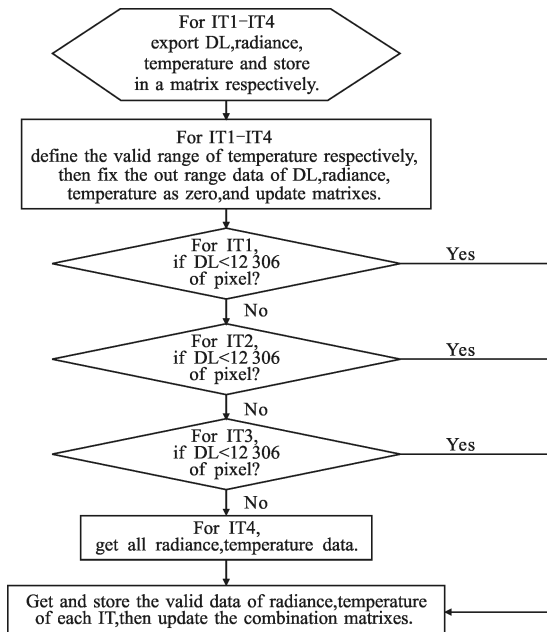 For IT1-IT4
export DL,radiance,
temperature and store
in a matrix respectively.
For IT1-IT4
define the valid range of temperature respectively,
then fix the out range data of DL,radiance,
temperature as zero,and update matrixes.
For IT1,
if DL<12 306
of pixel?
Yes
No
For IT2,
if DL<12 306
of pixel?
Yes
No
For IT3,
if DL<12 306
of pixel?
Yes
No
For IT4,
get all radiance,temperature data.
Get and store the valid data of radiance,temperature
of each IT,then update the combination matrixes.